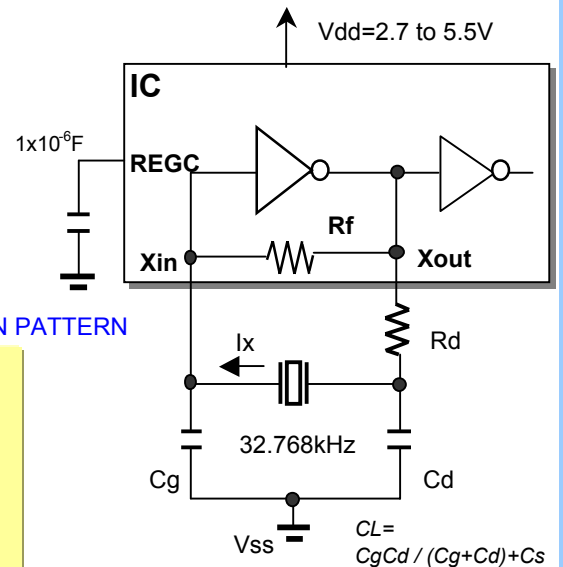 Vdd=2.7 to 5.5V
IC
1x10⁻⁶F
REGC
Rf
Xin
Xout
N PATTERN
Rd
Ix
32.768kHz
Cg
Cd
Vss
CL=
CgCd / (Cg+Cd)+Cs